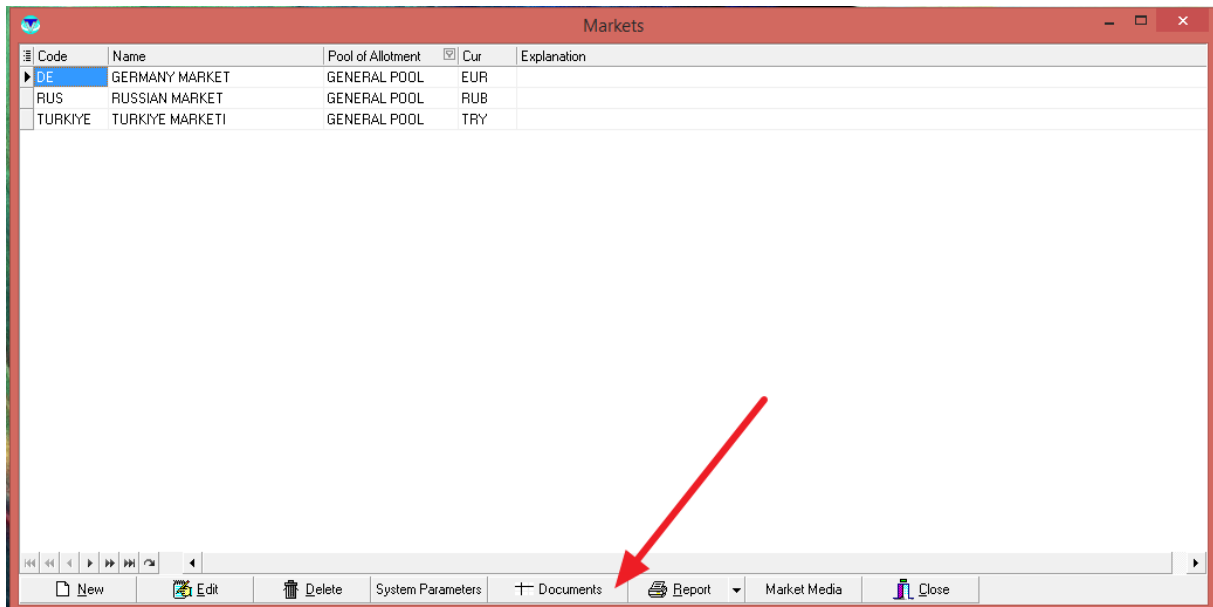 Markets
Code Name Pool of Allotment Cur Explanation
DE GERMANY MARKET GENERAL POOL EUR
RUS RUSSIAN MARKET GENERAL POOL RUB
TURKIYE TURKIYE MARKETI GENERAL POOL TRY
New Edit Delete System Parameters Documents Report Market Media Close